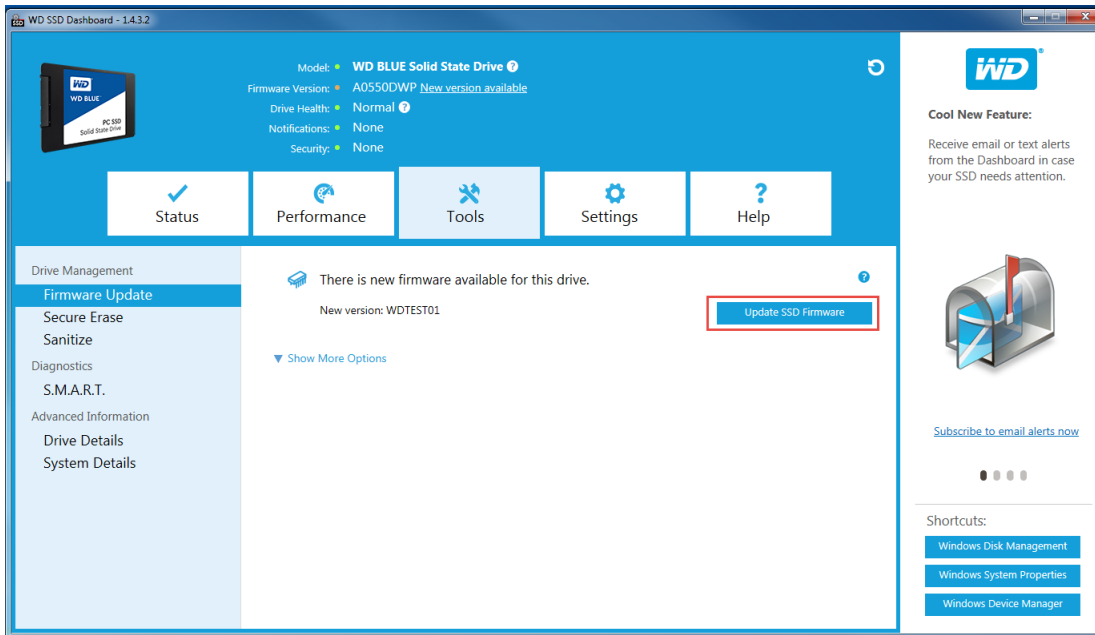 WD SSD Dashboard - 1.4.3.2
WD
WD BLUE
PC SSD
Solid State Drive
Model: WD BLUE Solid State Drive ?
Firmware Version: A0550DWP New version available
Drive Health: Normal ?
Notifications: None
Security: None
WD®
Cool New Feature:
Receive email or text alerts
from the Dashboard in case
your SSD needs attention.
Subscribe to email alerts now
Status
Performance
Tools
Settings
? Help
Drive Management
Firmware Update
Secure Erase
Sanitize
Diagnostics
S.M.A.R.T.
Advanced Information
Drive Details
System Details
There is new firmware available for this drive.
?
New version: WDTEST01
Update SSD Firmware
Show More Options
Shortcuts:
Windows Disk Management
Windows System Properties
Windows Device Manager